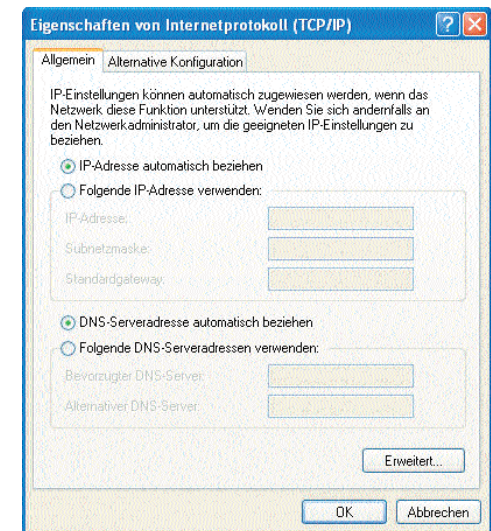 Eigenschaften von Internetprotokoll (TCP/IP)
Allgemein
Alternative Konfiguration
IP-Einstellungen können automatisch zugewiesen werden, wenn das
Netzwerk diese Funktion unterstützt. Wenden Sie sich andernfalls an
den Netzwerkadministrator, um die geeigneten IP-Einstellungen zu
beziehen.
IP-Adresse automatisch beziehen
Folgende IP-Adresse verwenden:
IP-Adresse:
Subnetzmaske:
Standardgateway:
DNS-Serveradresse automatisch beziehen
Folgende DNS-Serveradressen verwenden:
Bevorzugter DNS-Server:
Alternativer DNS-Server:
Erweitert...
OK
Abbrechen